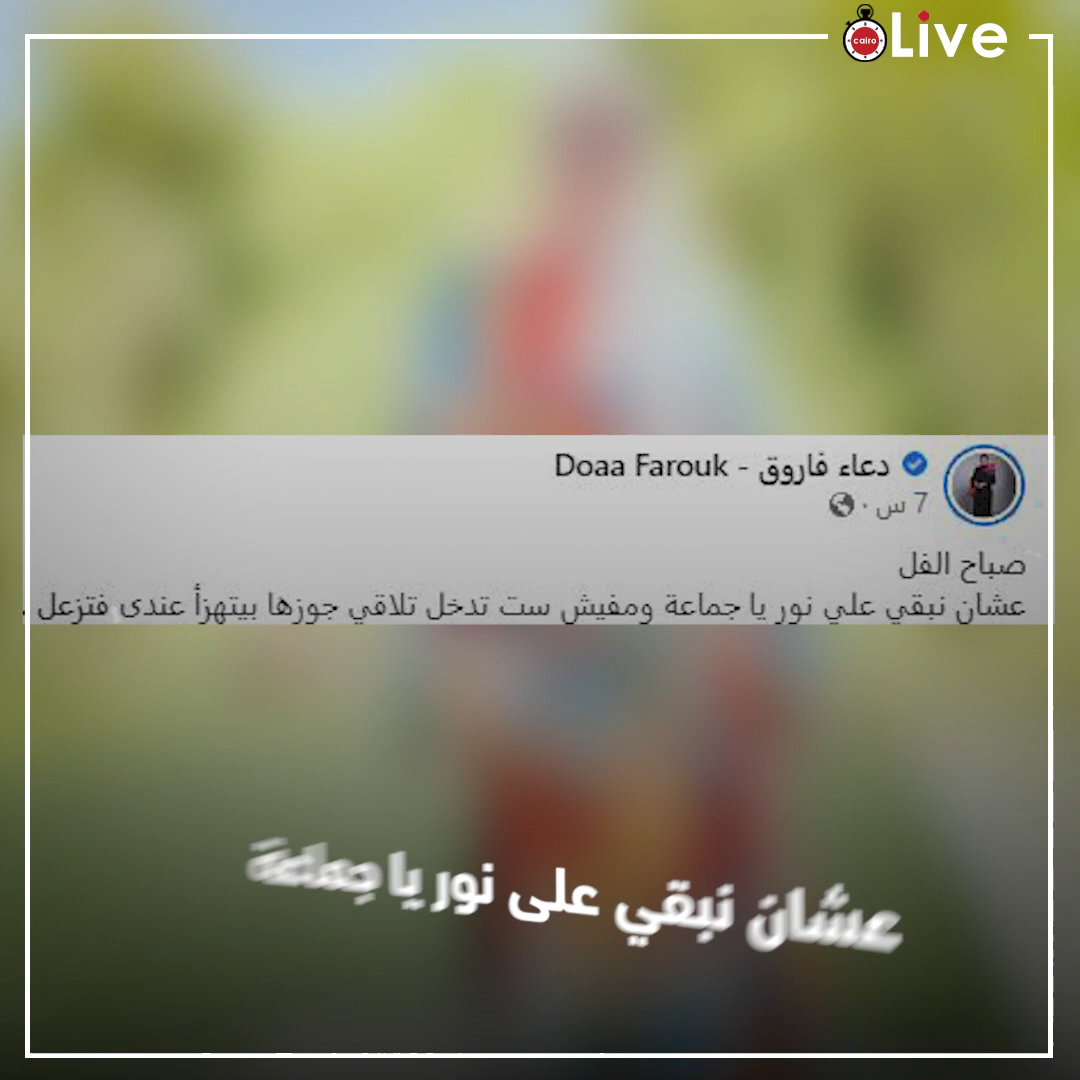 cairo Live
دعاء فاروق - Doaa Farouk
7 س ·
صباح الفل
عشان نبقي علي نور يا جماعة ومفيش ست تدخل تلاقي جوزها بيتهزأ عندى فتزعل .
عشان نبقي على نور يا جماعة